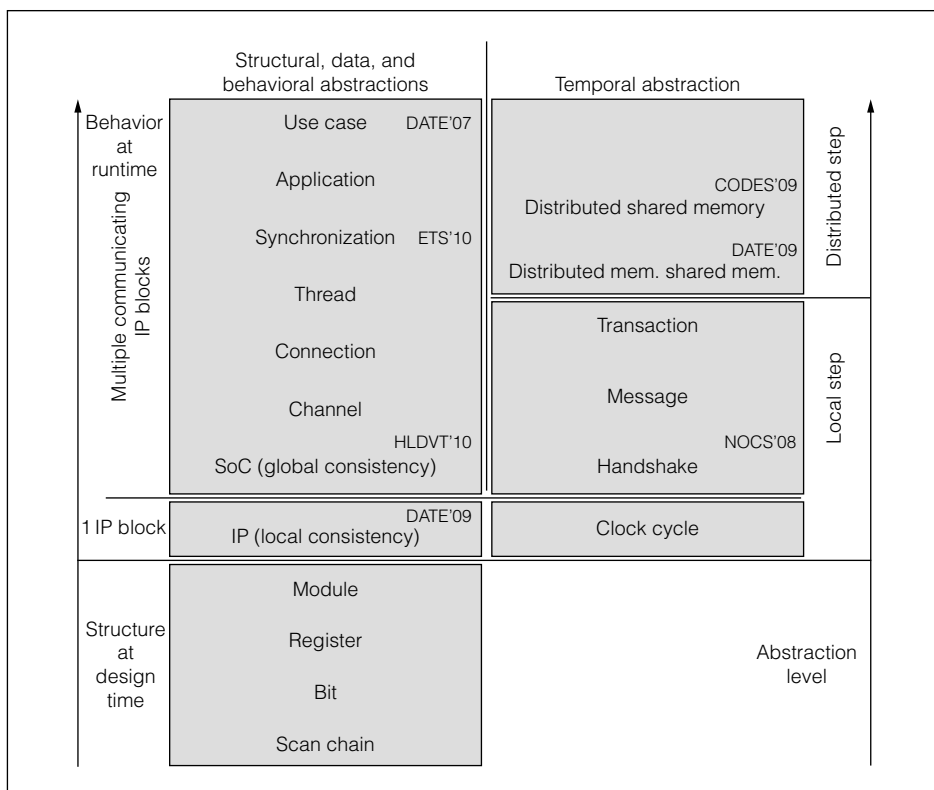 Structural, data, and
behavioral abstractions
Temporal abstraction
Behavior
at
runtime
Multiple communicating
IP blocks
Use case DATE'07
Application
Synchronization ETS'10
Thread
Connection
Channel
HLDVT'10
SoC (global consistency)
CODES'09
Distributed shared memory
DATE'09
Distributed mem. shared mem.
Transaction
Message
NOCS'08
Handshake
Distributed step
Local step
1 IP block
DATE'09
IP (local consistency)
Clock cycle
Structure
at
design
time
Module
Register
Bit
Scan chain
Abstraction
level